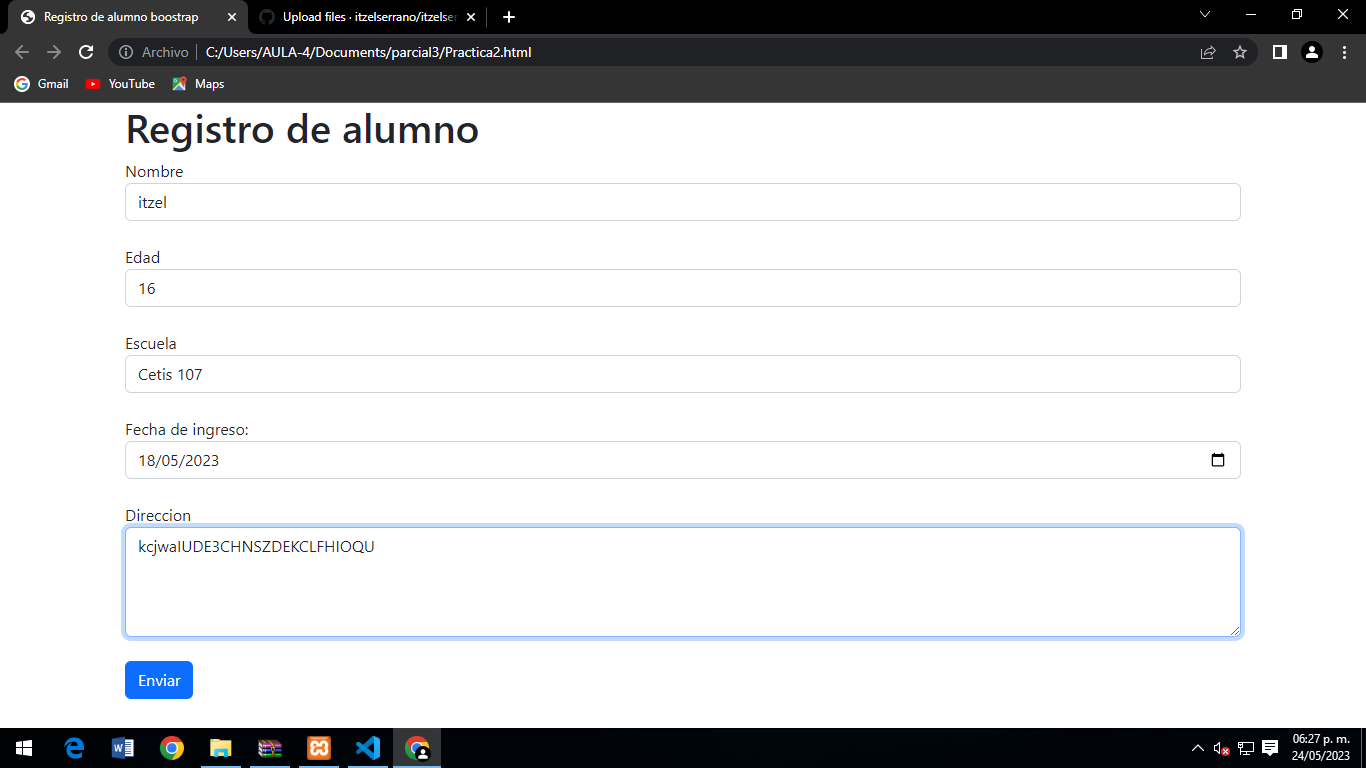 Registro de alumno boostrap
Upload files · itzelserrano/itzelser
Archivo
C:/Users/AULA-4/Documents/parcial3/Practica2.html
Gmail
YouTube
Maps
Registro de alumno
Nombre
itzel
Edad
16
Escuela
Cetis 107
Fecha de ingreso:
18/05/2023
Direccion
kcjwaIUDE3CHNSZDEKCLFHIOQU
Enviar
06:27 p. m.
24/05/2023